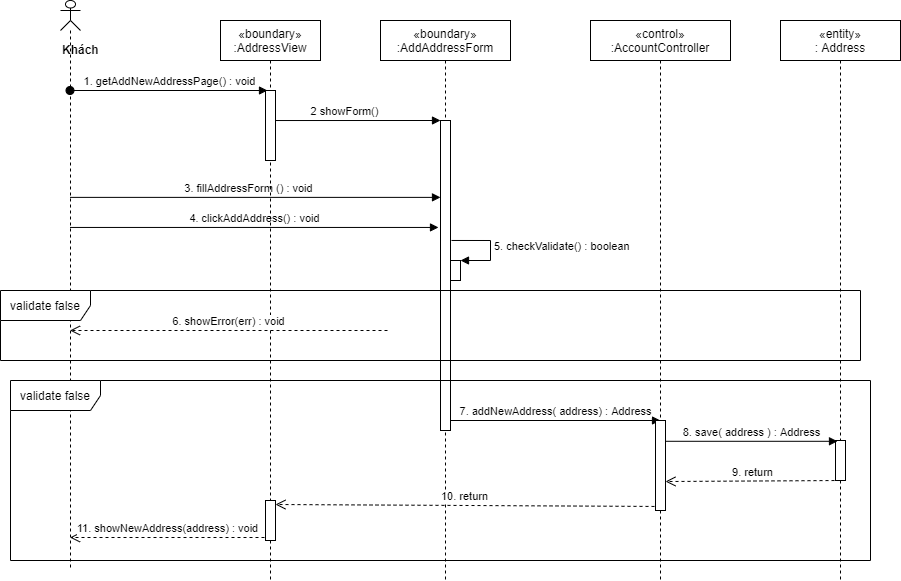 «boundary»
:AddressView
«boundary»
:AddAddressForm
«control»
:AccountController
«entity»
: Address
Khách
1. getAddNewAddressPage() : void
2 showForm()
3. fillAddressForm () : void
4. clickAddAddress() : void
5. checkValidate() : boolean
validate false
6. showError(err) : void
validate false
7. addNewAddress( address) : Address
8. save( address ) : Address
9. return
10. return
11. showNewAddress(address) : void